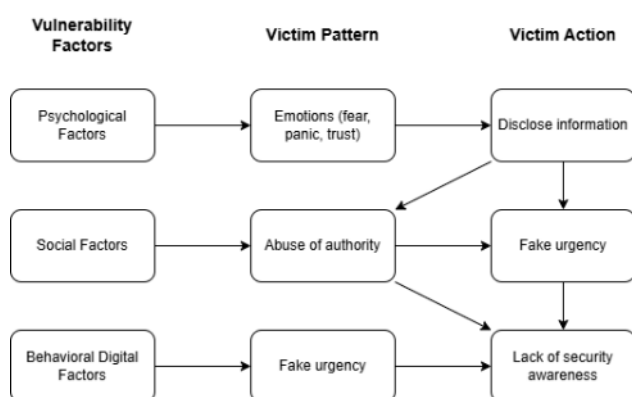 Vulnerability
Factors
Victim Pattern
Victim Action
Psychological
Factors
Emotions (fear,
panic, trust)
Disclose information
Social Factors
Abuse of authority
Fake urgency
Behavioral Digital
Factors
Fake urgency
Lack of security
awareness